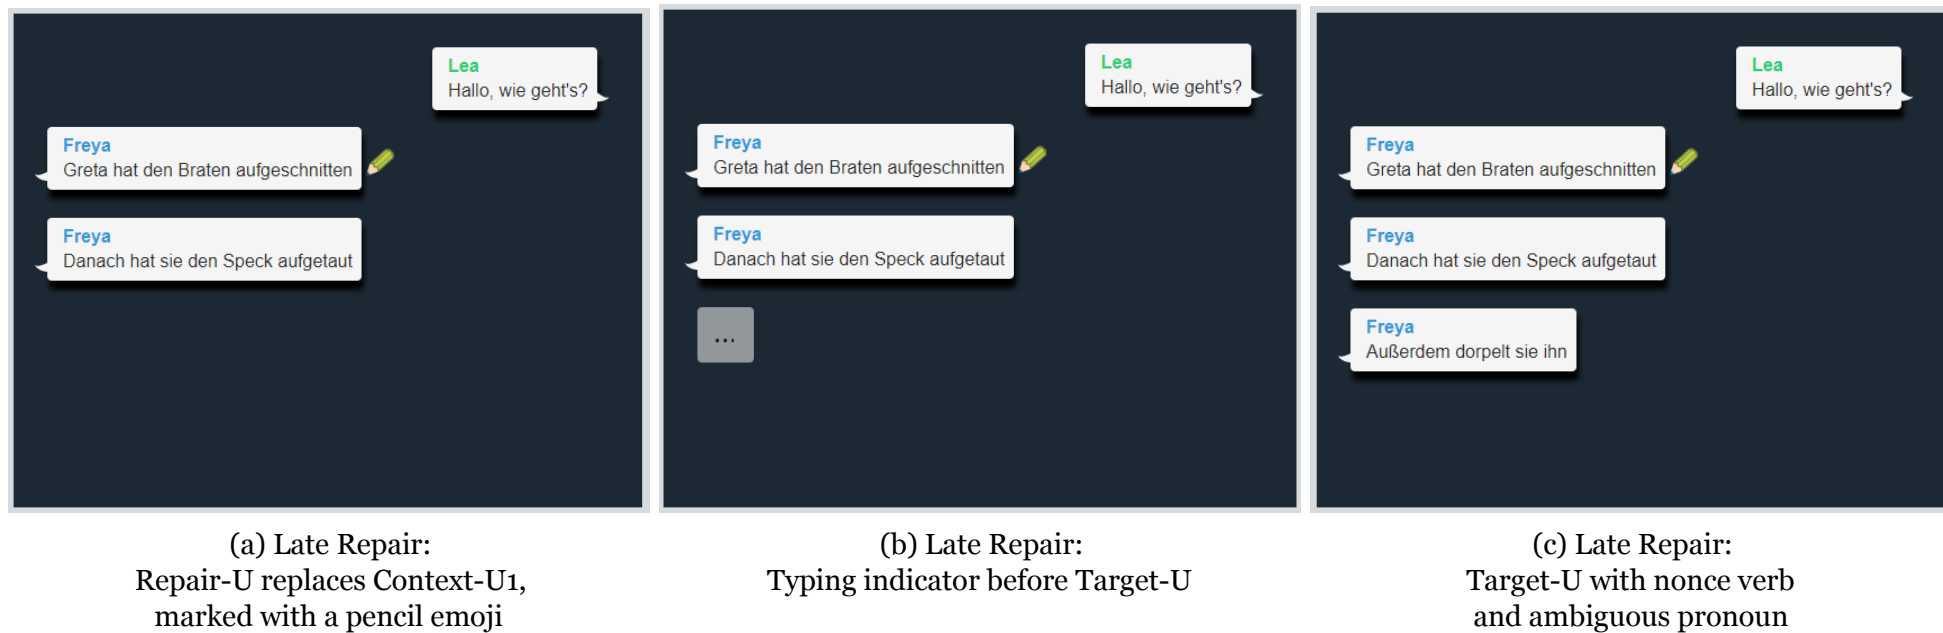 Lea
Hallo, wie geht's?
Freya
Greta hat den Braten aufgeschnitten
Freya
Danach hat sie den Speck aufgetaut
(a) Late Repair:
Repair-U replaces Context-U1,
marked with a pencil emoji
Lea
Hallo, wie geht's?
Freya
Greta hat den Braten aufgeschnitten
Freya
Danach hat sie den Speck aufgetaut
...
(b) Late Repair:
Typing indicator before Target-U
Lea
Hallo, wie geht's?
Freya
Greta hat den Braten aufgeschnitten
Freya
Danach hat sie den Speck aufgetaut
Freya
Außerdem dorpelt sie ihn
(c) Late Repair:
Target-U with nonce verb
and ambiguous pronoun